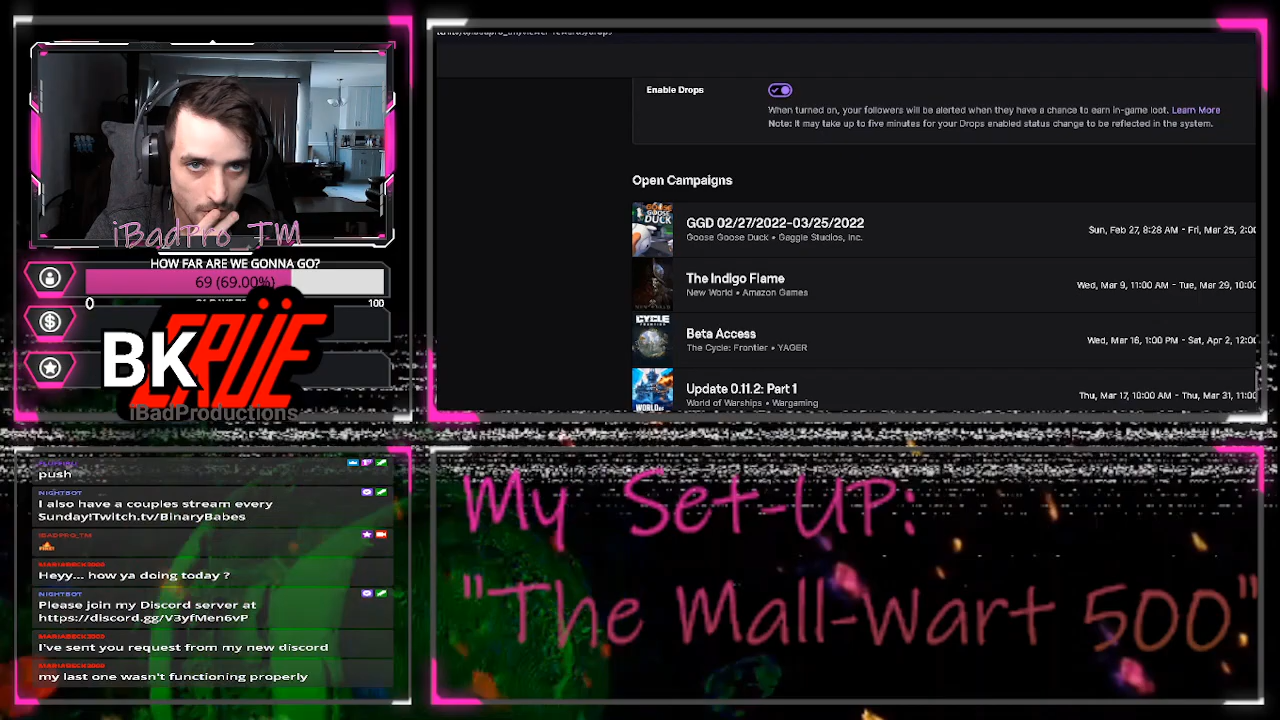 iBadPro_TM
HOW FAR ARE WE GONNA GO?
69 (69.00%)
0
100
BK
CRÜE
iBadProductions
Enable Drops
When turned on, your followers will be alerted when they have a chance to earn in-game loot. Learn More
Note: It may take up to five minutes for your Drops enabled status change to be reflected in the system.
Open Campaigns
GGD 02/27/2022-03/25/2022
Goose Goose Duck • Gaggle Studios, Inc.
Sun, Feb 27, 8:28 AM - Fri, Mar 25, 2:00
The Indigo Flame
New World • Amazon Games
Wed, Mar 9, 11:00 AM - Tue, Mar 29, 10:00
Beta Access
The Cycle: Frontier • YAGER
Wed, Mar 16, 1:00 PM - Sat, Apr 2, 12:00
Update 0.11.2: Part 1
World of Warships • Wargaming
Thu, Mar 17, 10:00 AM - Thu, Mar 31, 11:00
push
NIGHTBOT
I also have a couples stream every
Sunday!Twitch.tv/BinaryBabes
IBADPRO_TM
MARIABECK3000
Heyy... how ya doing today ?
NIGHTBOT
Please join my Discord server at
https://discord.gg/V3yfMen6vP
MARIABECK3000
I've sent you request from my new discord
MARIABECK3000
my last one wasn't functioning properly
My Set-Up:
"The Mall-Wart 500"